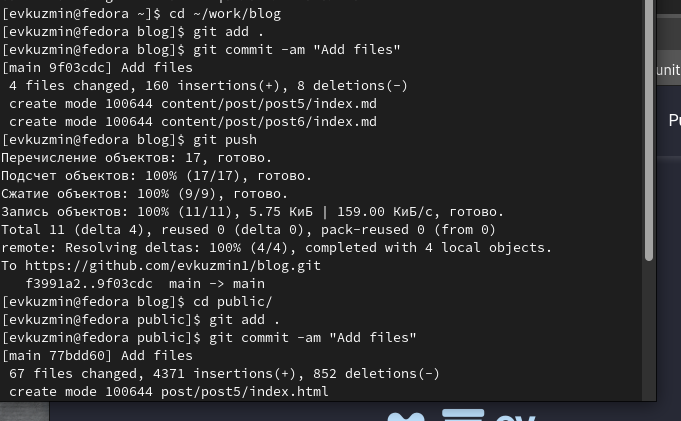 [evkuzmin@fedora ~]$ cd ~/work/blog
[evkuzmin@fedora blog]$ git add .
[evkuzmin@fedora blog]$ git commit -am "Add files"
[main 9f03cdc] Add files
 4 files changed, 160 insertions(+), 8 deletions(-)
 create mode 100644 content/post/post5/index.md
 create mode 100644 content/post/post6/index.md
[evkuzmin@fedora blog]$ git push
Перечисление объектов: 17, готово.
Подсчет объектов: 100% (17/17), готово.
Сжатие объектов: 100% (9/9), готово.
Запись объектов: 100% (11/11), 5.75 КиБ | 159.00 КиБ/с, готово.
Total 11 (delta 4), reused 0 (delta 0), pack-reused 0 (from 0)
remote: Resolving deltas: 100% (4/4), completed with 4 local objects.
To https://github.com/evkuzmin1/blog.git
   f3991a2..9f03cdc  main -> main
[evkuzmin@fedora blog]$ cd public/
[evkuzmin@fedora public]$ git add .
[evkuzmin@fedora public]$ git commit -am "Add files"
[main 77bdd60] Add files
 67 files changed, 4371 insertions(+), 852 deletions(-)
 create mode 100644 post/post5/index.html